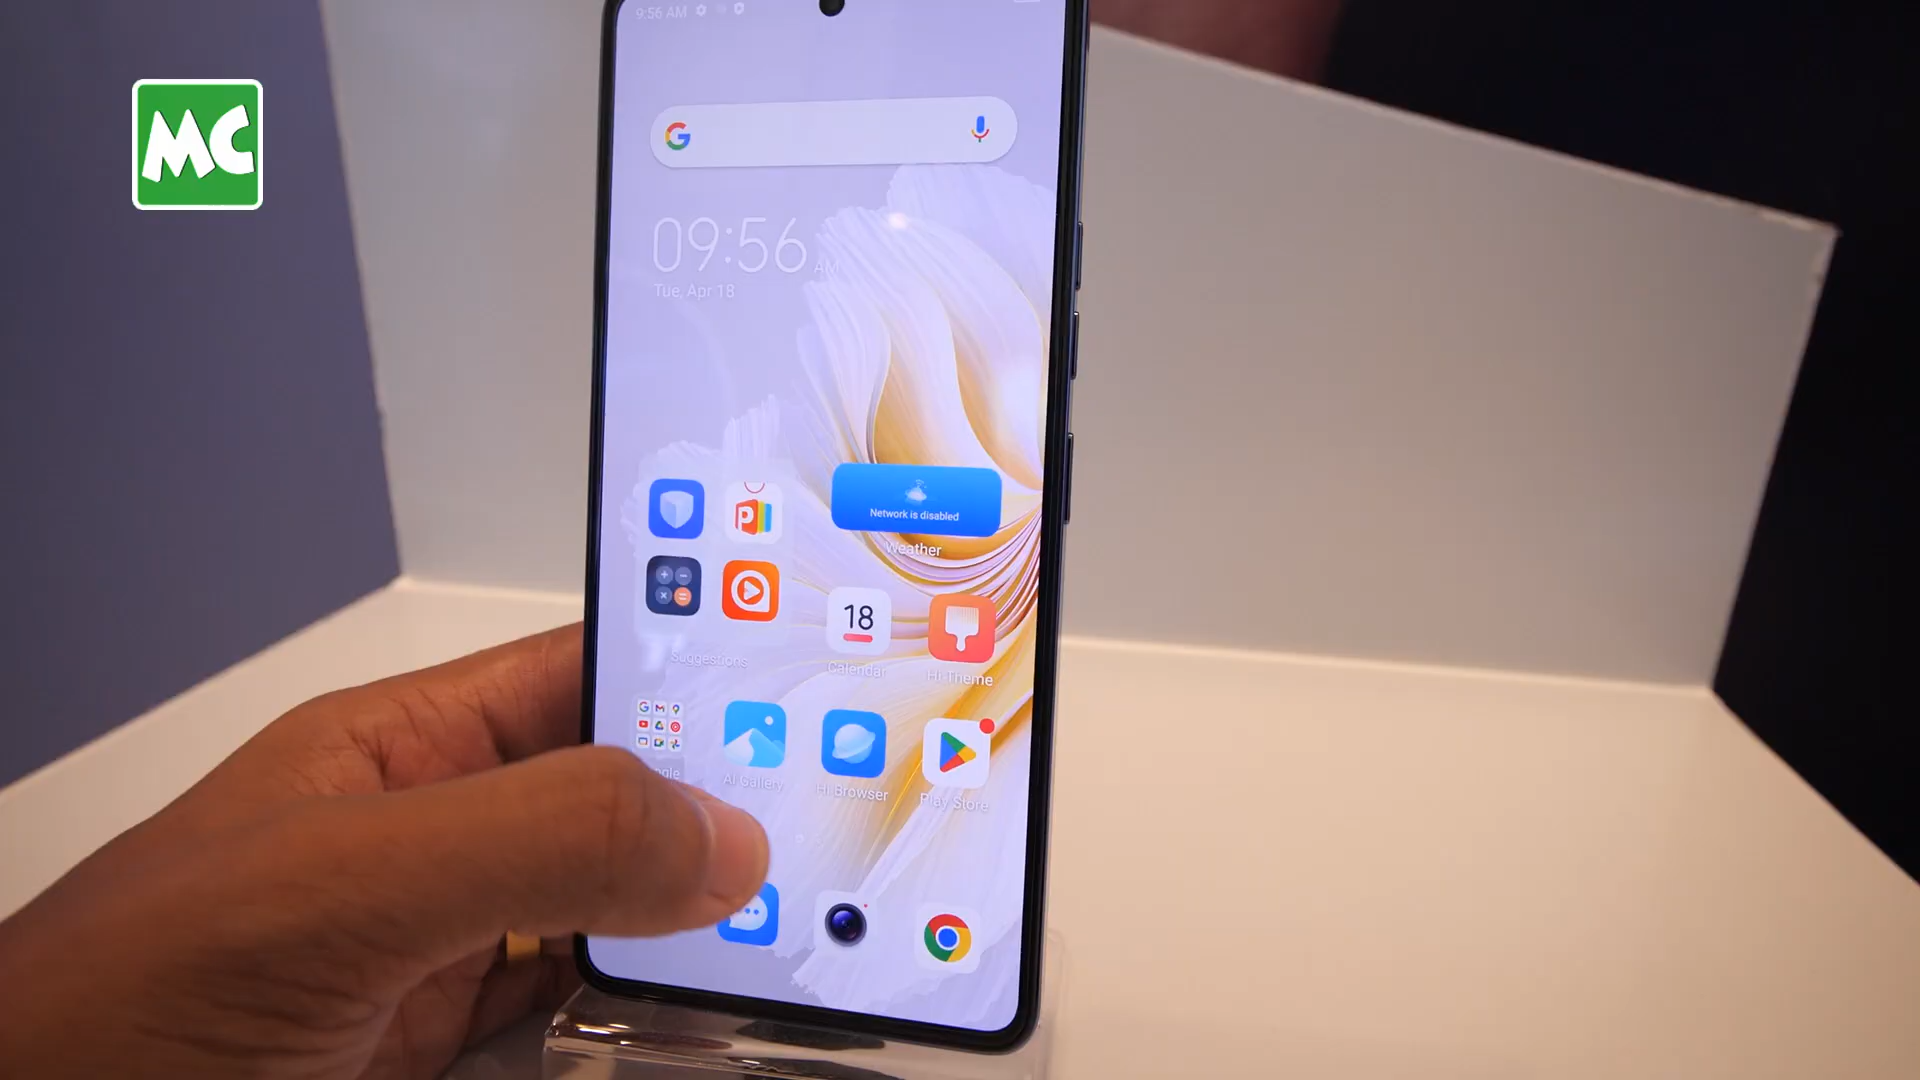 9:56 AM
MC
G
09:56 AM
Tue, Apr 18
Network is disabled
Weather
P
18
Suggestions
Calendar
Hi Theme
AI Gallery
Hi Browser
Play Store